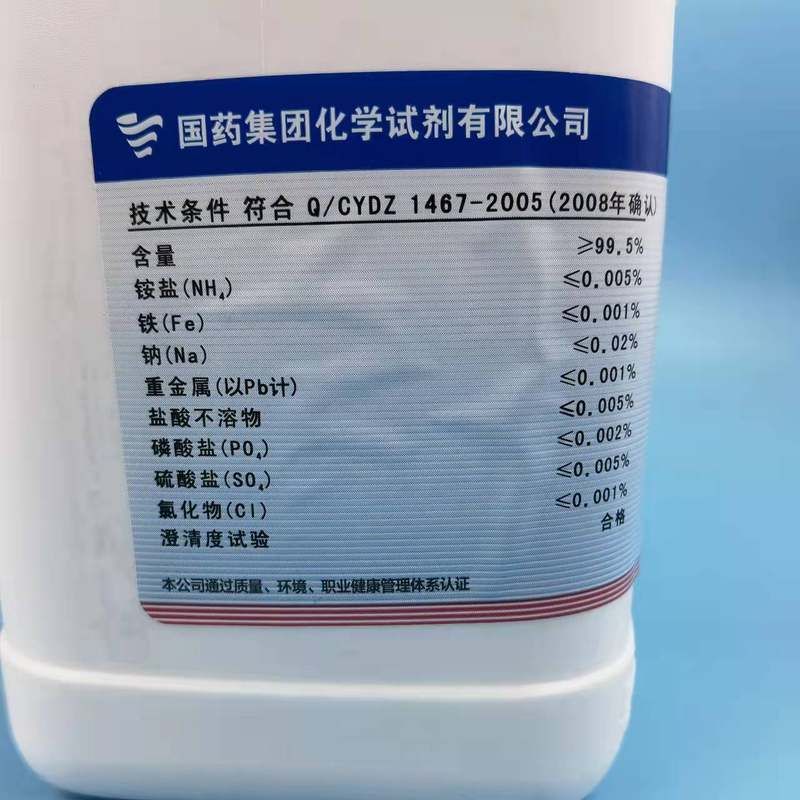 国药集团化学试剂有限公司
技术条件 符合 Q/CYDZ 1467-2005(2008年确认)
含量 ≥99.5%
铵盐(NH₄) ≤0.005%
铁(Fe) ≤0.001%
钠(Na) ≤0.02%
重金属(以Pb计) ≤0.001%
盐酸不溶物 ≤0.005%
磷酸盐(PO₄) ≤0.002%
硫酸盐(SO₄) ≤0.005%
氯化物(Cl) ≤0.001%
澄清度试验 合格
本公司通过质量、环境、职业健康管理体系认证